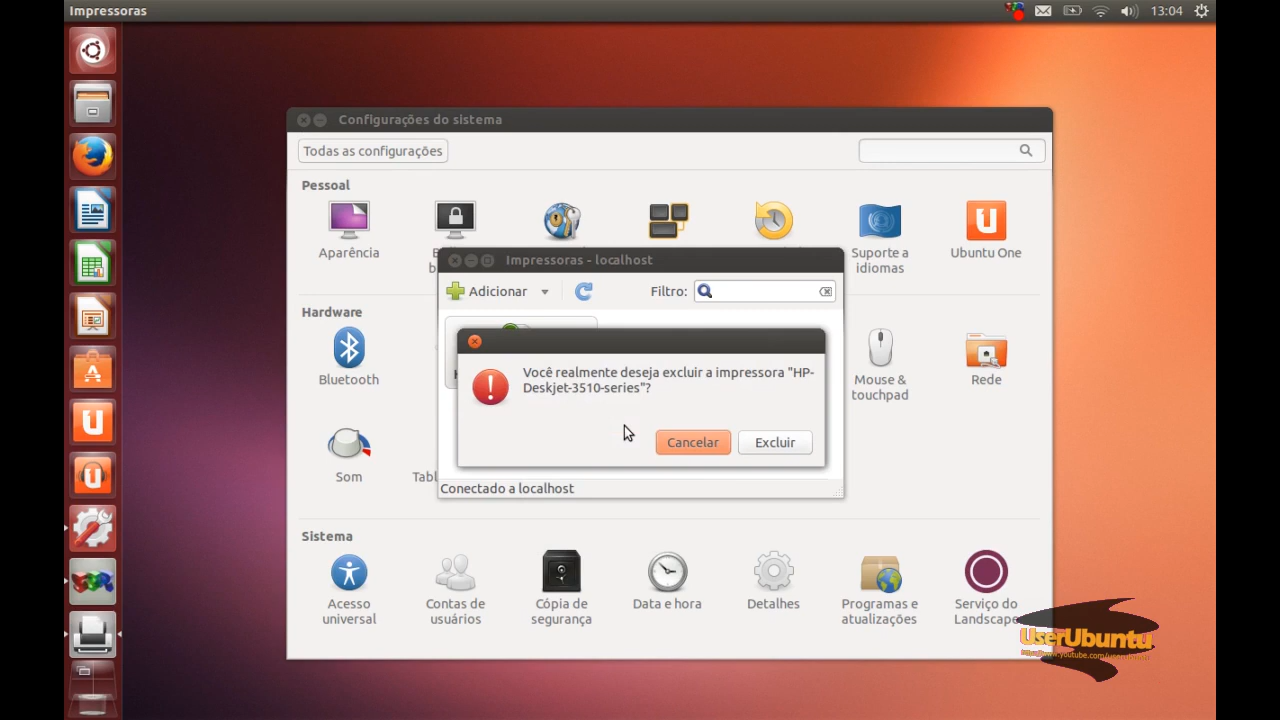 Impressoras
13:04
Configurações do sistema
Todas as configurações
Pessoal
Aparência
Suporte a
idiomas
Ubuntu One
Impressoras - localhost
Adicionar
Filtro:
Hardware
Bluetooth
Mouse &
touchpad
Rede
Você realmente deseja excluir a impressora "HP-
Deskjet-3510-series"?
Cancelar
Excluir
Som
Conectado a localhost
Sistema
Acesso
universal
Contas de
usuários
Cópia de
segurança
Data e hora
Detalhes
Programas e
atualizações
Serviço do
Landscape
UserUbuntu